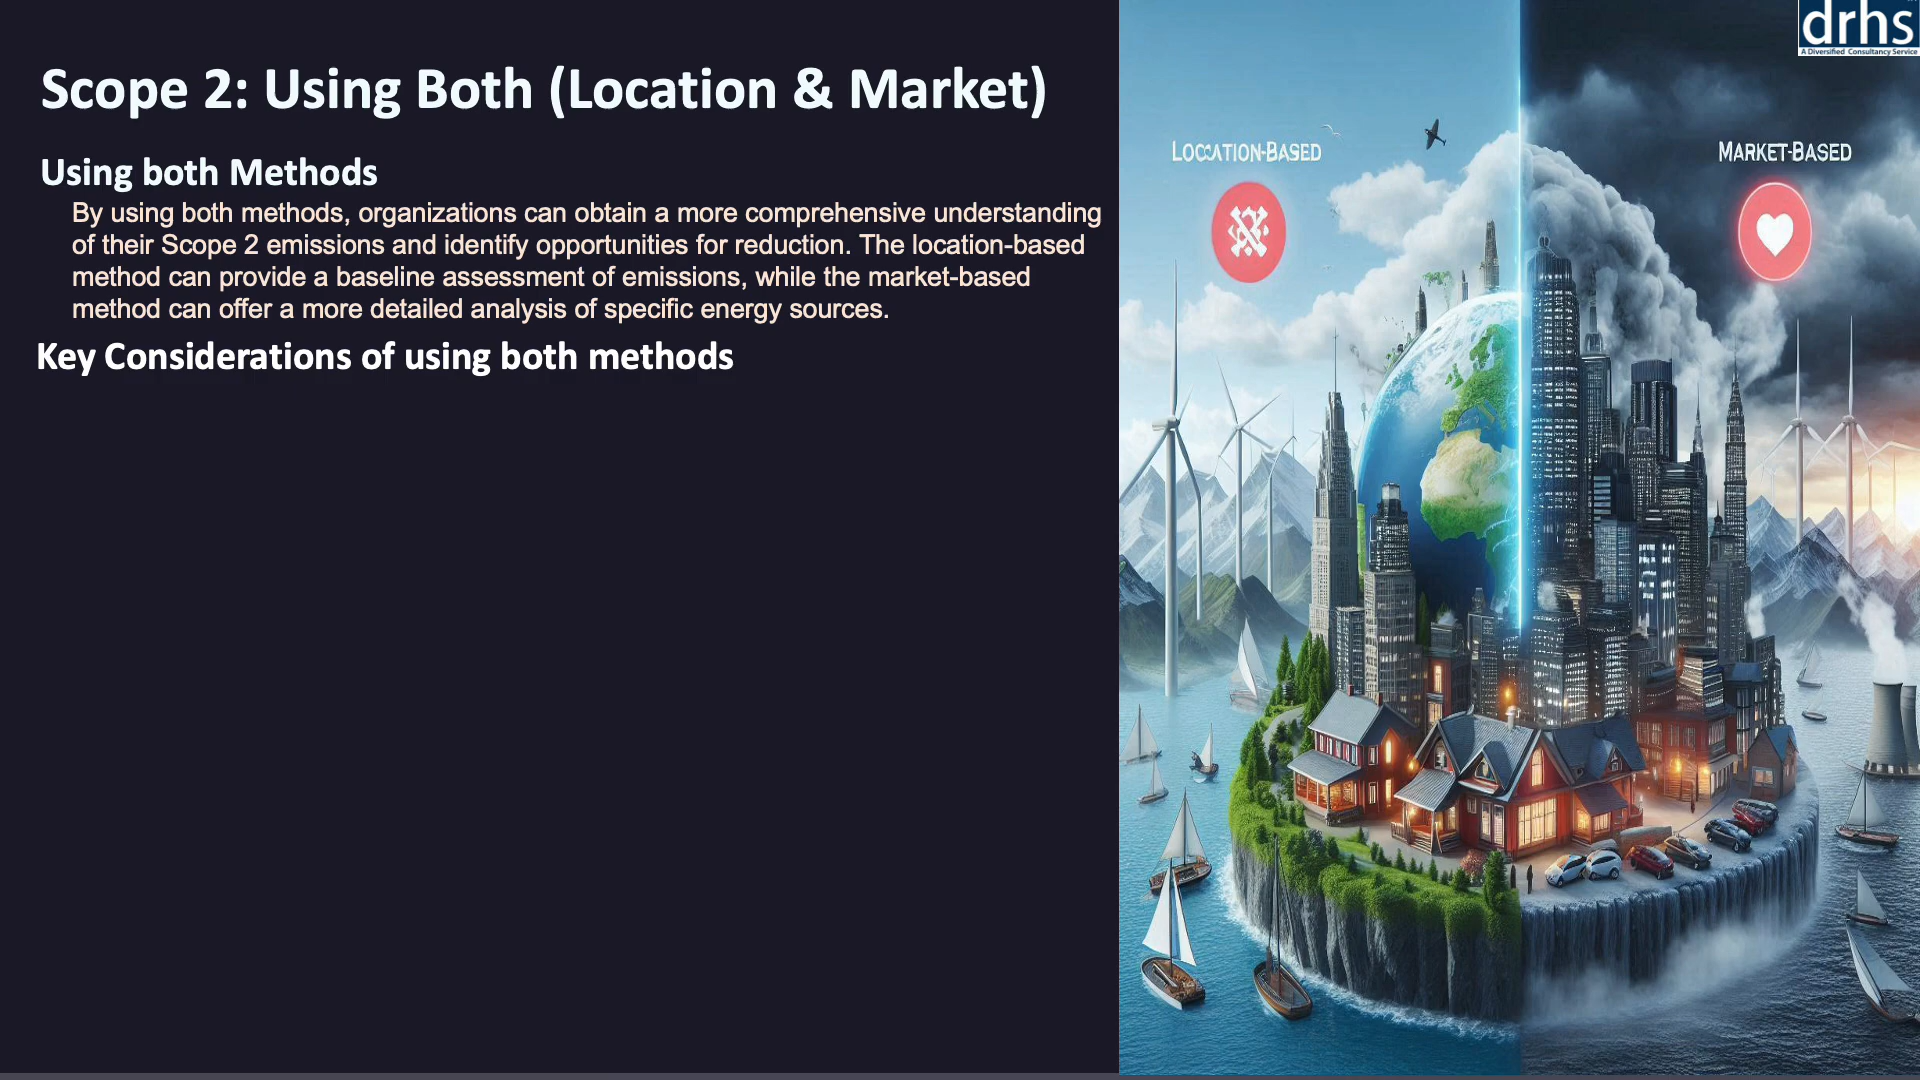 drhs
A Diversified Consultancy Service
Scope 2: Using Both (Location & Market)
Using both Methods
By using both methods, organizations can obtain a more comprehensive understanding
of their Scope 2 emissions and identify opportunities for reduction. The location-based
method can provide a baseline assessment of emissions, while the market-based
method can offer a more detailed analysis of specific energy sources.
Key Considerations of using both methods
LOCATION-BASED
MARKET-BASED